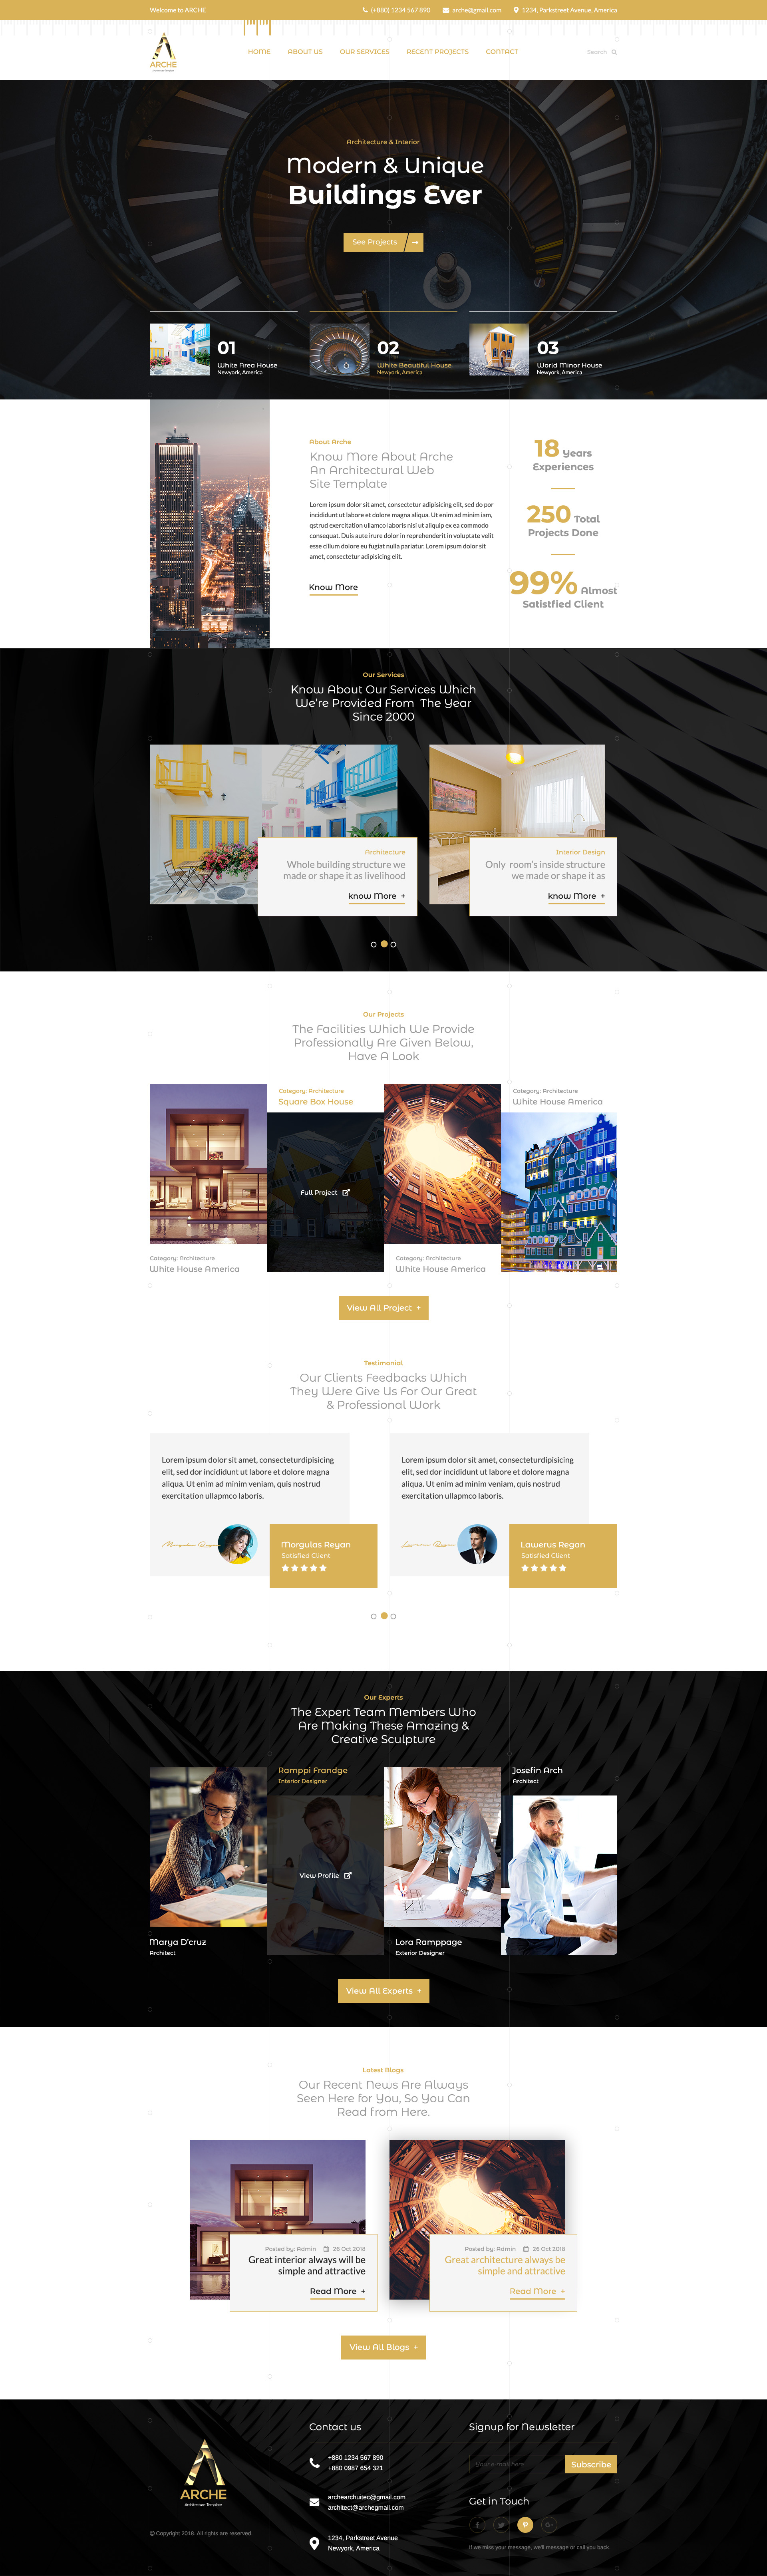 Welcome to ARCHE
(+880) 1234 567 890
arche@gmail.com
1234, Parkstreet Avenue, America
ARCHE
Architecture Template
HOME
ABOUT US
OUR SERVICES
RECENT PROJECTS
CONTACT
Search
Architecture & Interior
Modern & Unique
Buildings Ever
See Projects
01
White Area House
Newyork, America
02
White Beautiful House
Newyork, America
03
World Minor House
Newyork, America
About Arche
Know More About Arche
An Architectural Web
Site Template
Lorem ipsum dolor sit amet, consectetur adipisicing elit, sed do por
incididunt ut labore et dolore magna aliqua. Ut enim ad minim iam,
qstrud exercitation ullamco laboris nisi ut aliquip ex ea commodo
consequat. Duis aute irure dolor in reprehenderit in voluptate velit
esse cillum dolore eu fugiat nulla pariatur. Lorem ipsum dolor sit
amet, consectetur adipisicing elit.
Know More
18 Years
Experiences
250 Total
Projects Done
99% Almost
Satistfied Client
Our Services
Know About Our Services Which
We're Provided From The Year
Since 2000
Architecture
Whole building structure we
made or shape it as livelihood
know More +
Interior Design
Only room's inside structure
we made or shape it as
know More +
Our Projects
The Facilities Which We Provide
Professionally Are Given Below,
Have A Look
Category: Architecture
Square Box House
Category: Architecture
White House America
Full Project
Category: Architecture
White House America
Category: Architecture
White House America
View All Project +
Testimonial
Our Clients Feedbacks Which
They Were Give Us For Our Great
& Professional Work
Lorem ipsum dolor sit amet, consecteturdipisicing
elit, sed dor incididunt ut labore et dolore magna
aliqua. Ut enim ad minim veniam, quis nostrud
exercitation ullapmco laboris.
Morgulas Reyan
Morgulas Reyan
Satisfied Client
Lorem ipsum dolor sit amet, consecteturdipisicing
elit, sed dor incididunt ut labore et dolore magna
aliqua. Ut enim ad minim veniam, quis nostrud
exercitation ullapmco laboris.
Lawerus Regan
Lawerus Regan
Satisfied Client
Our Experts
The Expert Team Members Who
Are Making These Amazing &
Creative Sculpture
Ramppi Frandge
Interior Designer
Josefin Arch
Architect
View Profile
Marya D'cruz
Architect
Lora Ramppage
Exterior Designer
View All Experts +
Latest Blogs
Our Recent News Are Always
Seen Here for You, So You Can
Read from Here.
Posted by: Admin 26 Oct 2018
Great interior always will be
simple and attractive
Read More +
Posted by: Admin 26 Oct 2018
Great architecture always be
simple and attractive
Read More +
View All Blogs +
ARCHE
Architecture Template
© Copyright 2018. All rights are reserved.
Contact us
+880 1234 567 890
+880 0987 654 321
archearchuitec@gmail.com
architect@archegmail.com
1234, Parkstreet Avenue
Newyork, America
Signup for Newsletter
Your e-mail here
Subscribe
Get in Touch
If we miss your message, we'll message or call you back.